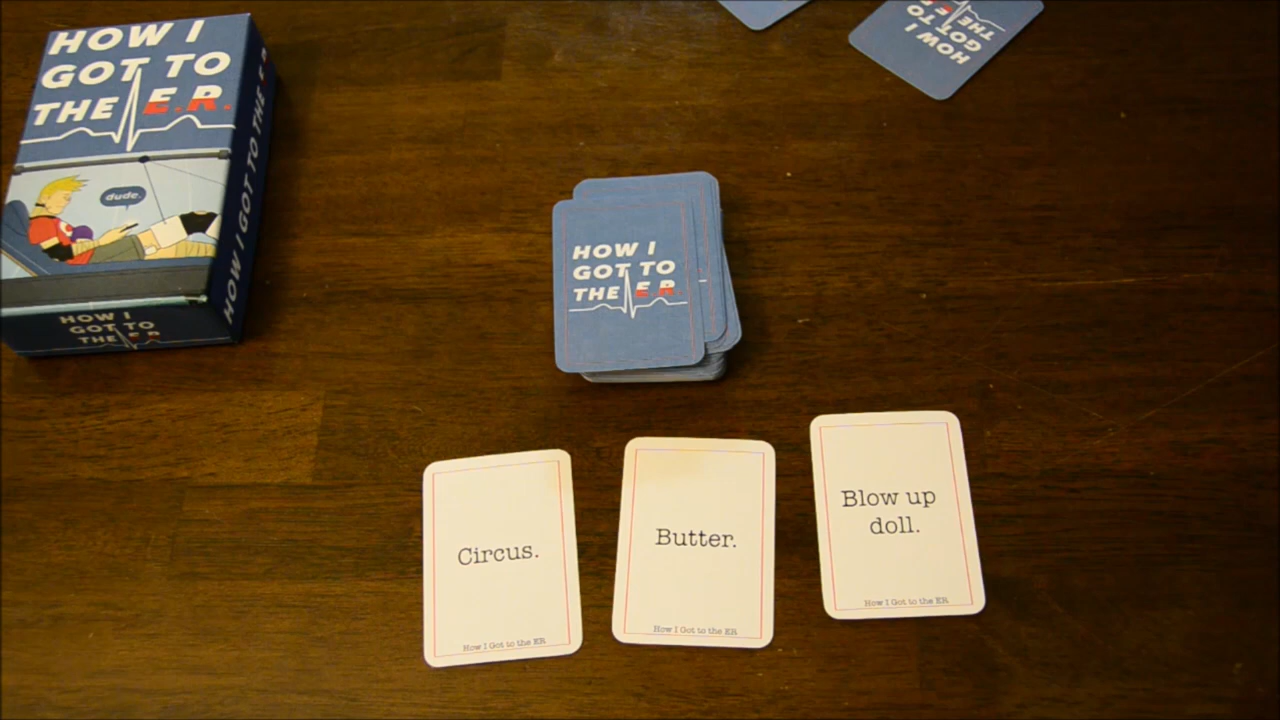 HOW I
GOT TO
THE E.R.
dude.
HOW I GOT TO THE E.R.
HOW I
GOT TO
THE E.R.
HOW I
GOT TO
THE
HOW I
GOT TO
THE E.R.
Circus.
How I Got to the ER
Butter.
How I Got to the ER
Blow up
doll.
How I Got to the ER